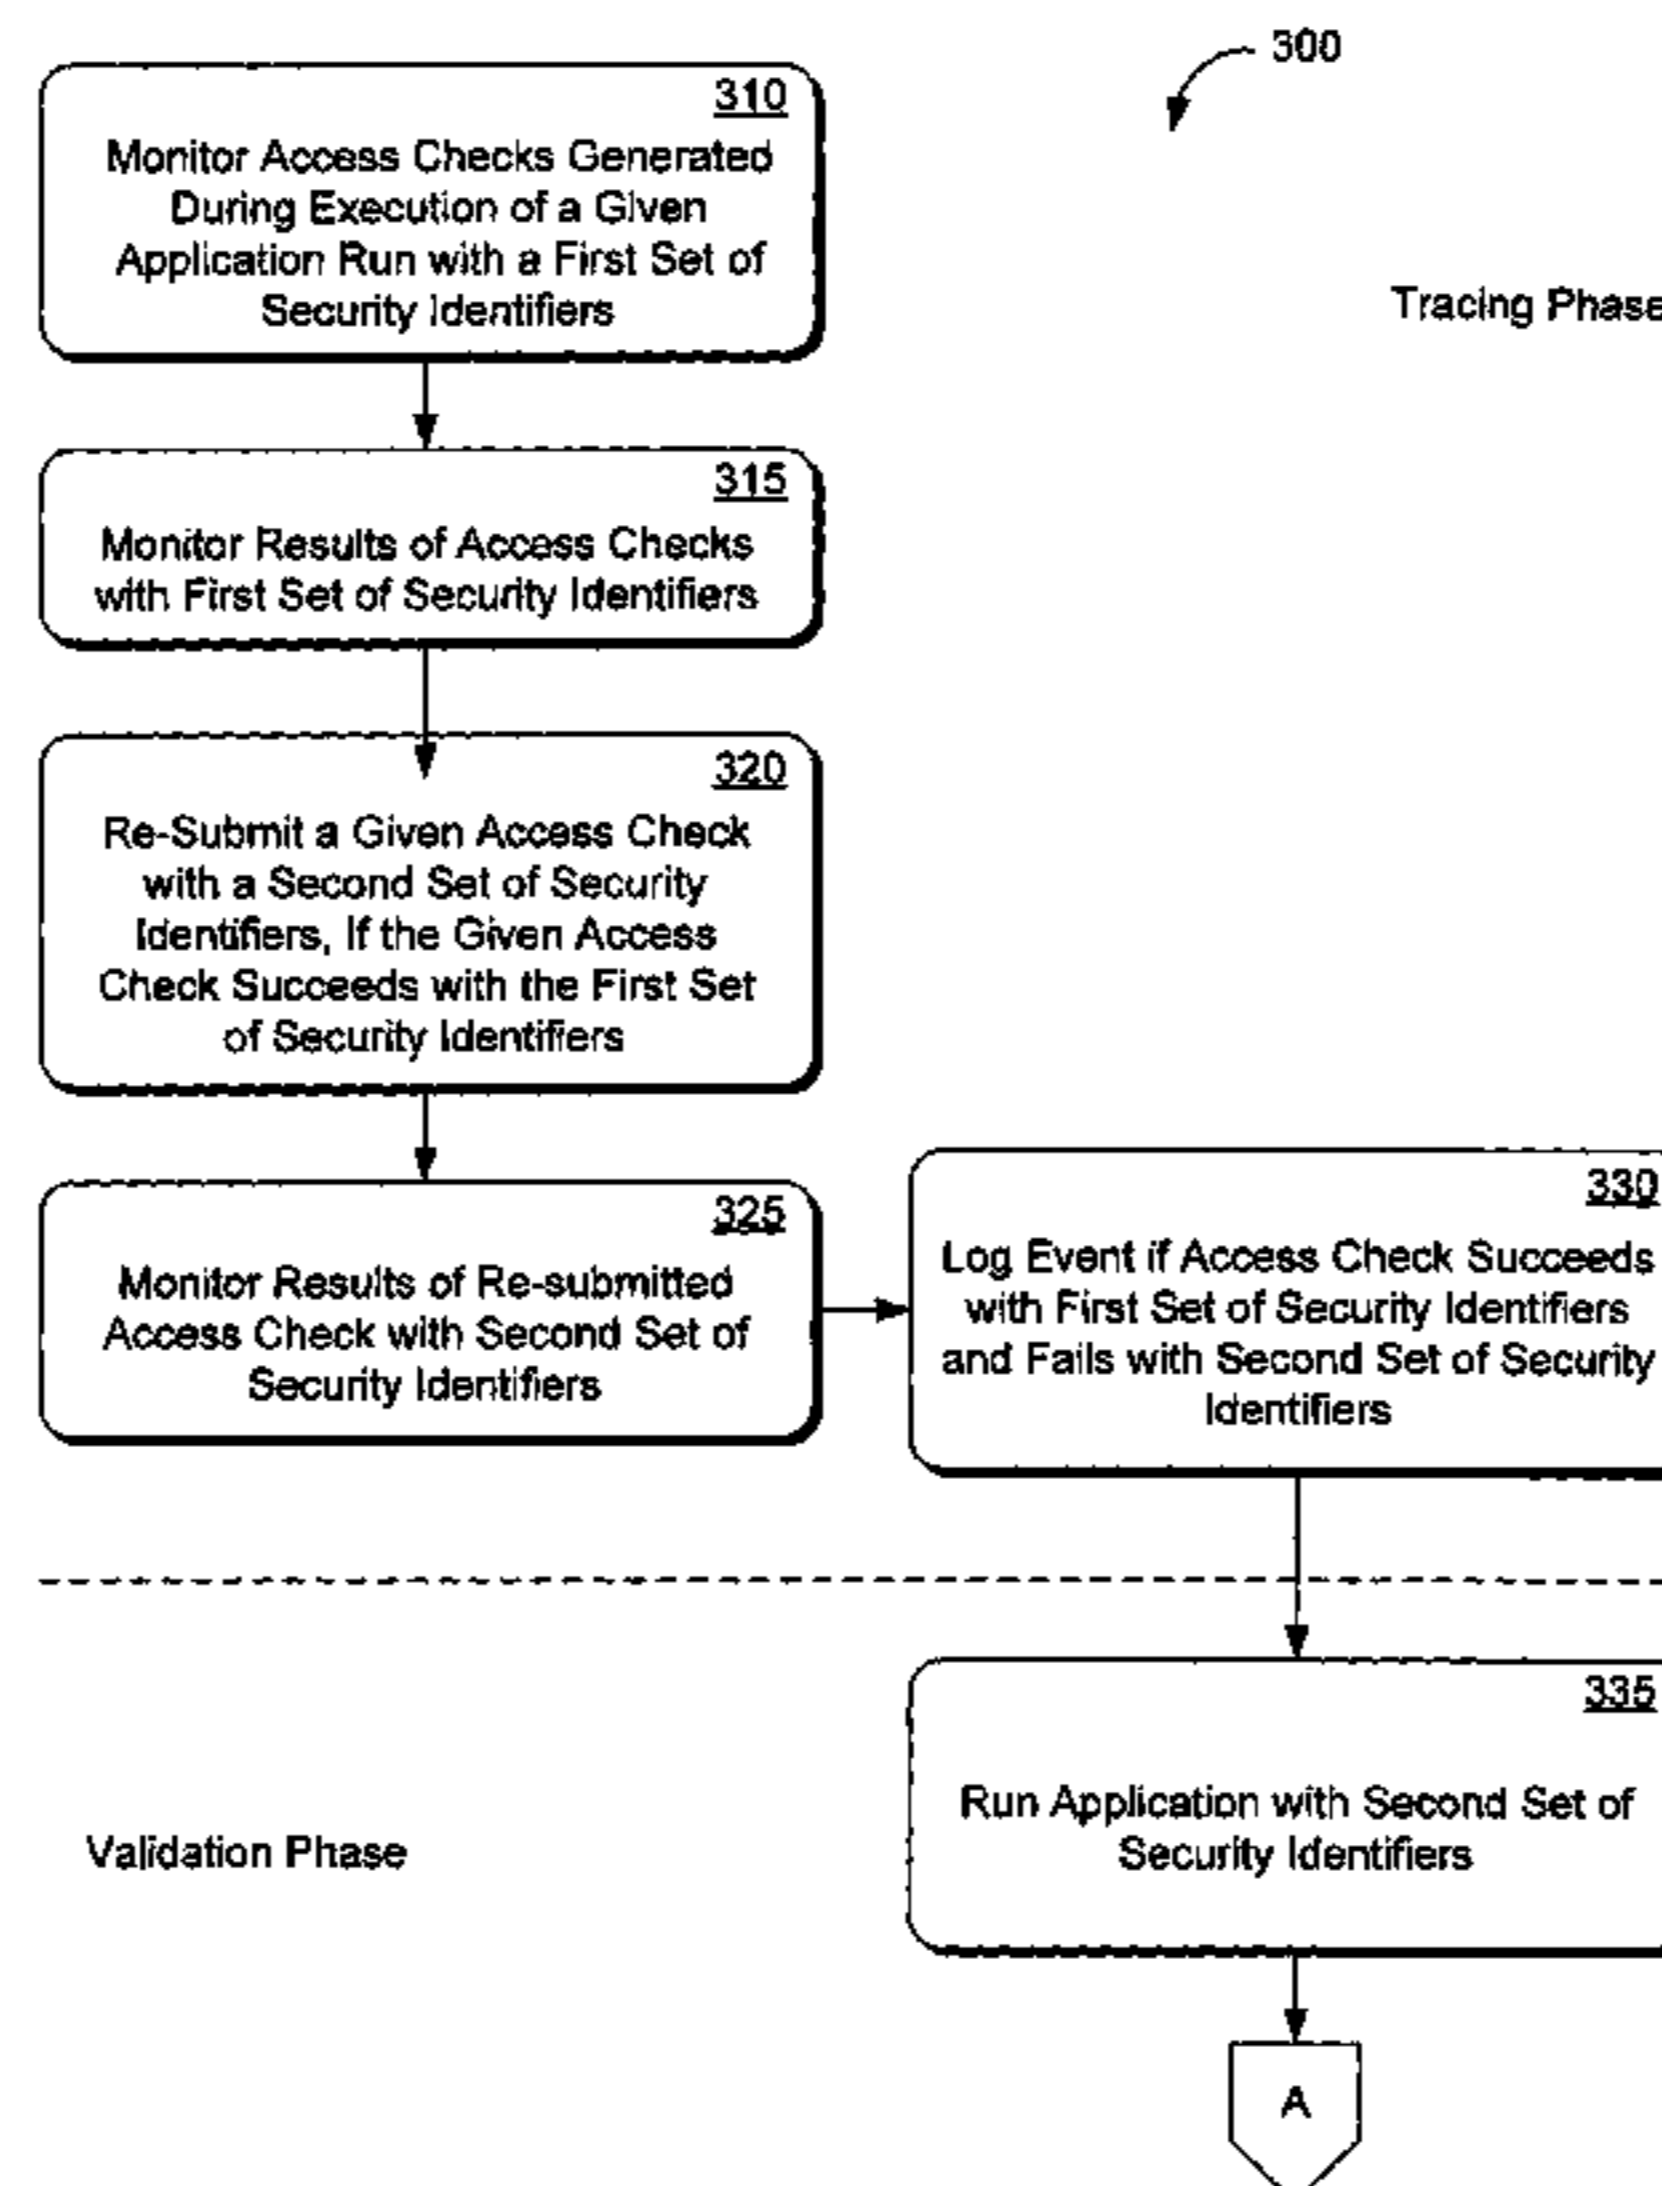 300
310
Monitor Access Checks Generated
During Execution of a Given
Application Run with a First Set of
Security Identifiers
Tracing Phase
315
Monitor Results of Access Checks
with First Set of Security Identifiers
320
Re-Submit a Given Access Check
with a Second Set of Security
Identifiers, If the Given Access
Check Succeeds with the First Set
of Security Identifiers
325
Monitor Results of Re-submitted
Access Check with Second Set of
Security Identifiers
330
Log Event if Access Check Succeeds
with First Set of Security Identifiers
and Fails with Second Set of Security
Identifiers
335
Run Application with Second Set of
Security Identifiers
Validation Phase
A